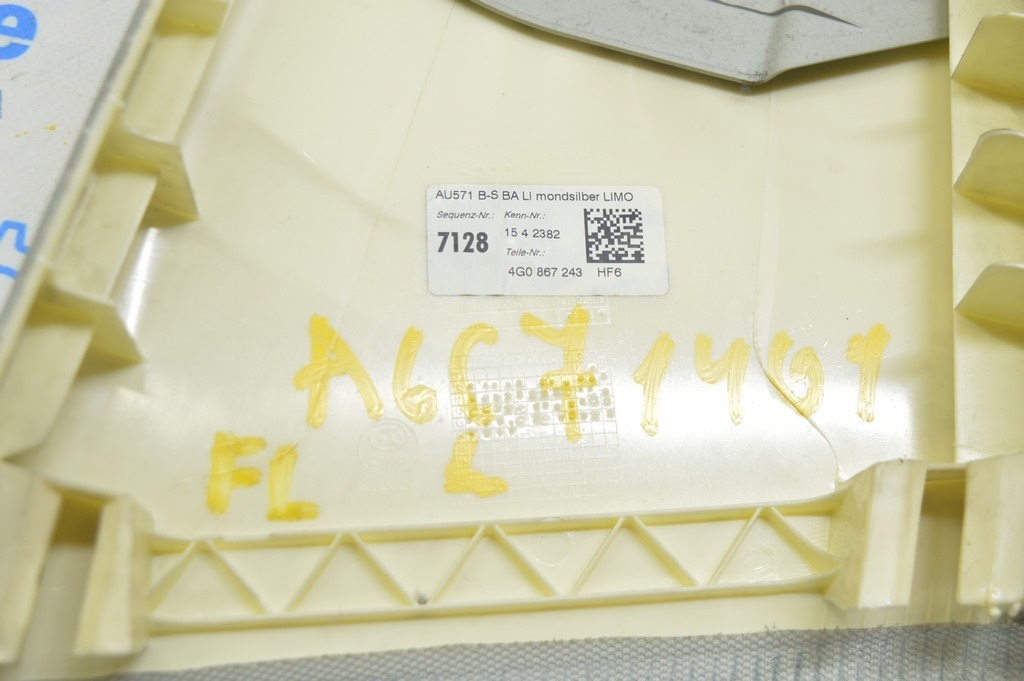 AU571 B-S BA LI mondsilber LIMO
Sequenz-Nr.: Kenn-Nr.:
7128 15 4 2382
Teile-Nr.:
4G0 867 243 HF6
A6C7 1401
FL L